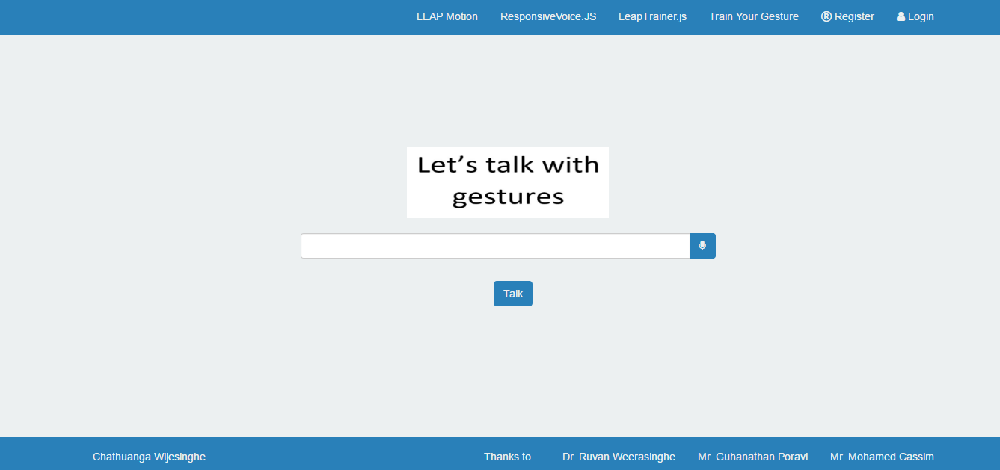 LEAP Motion ResponsiveVoice.JS LeapTrainer.js Train Your Gesture ® Register Login
Let's talk with
gestures
Talk
Chathuanga Wijesinghe Thanks to... Dr. Ruvan Weerasinghe Mr. Guhanathan Poravi Mr. Mohamed Cassim